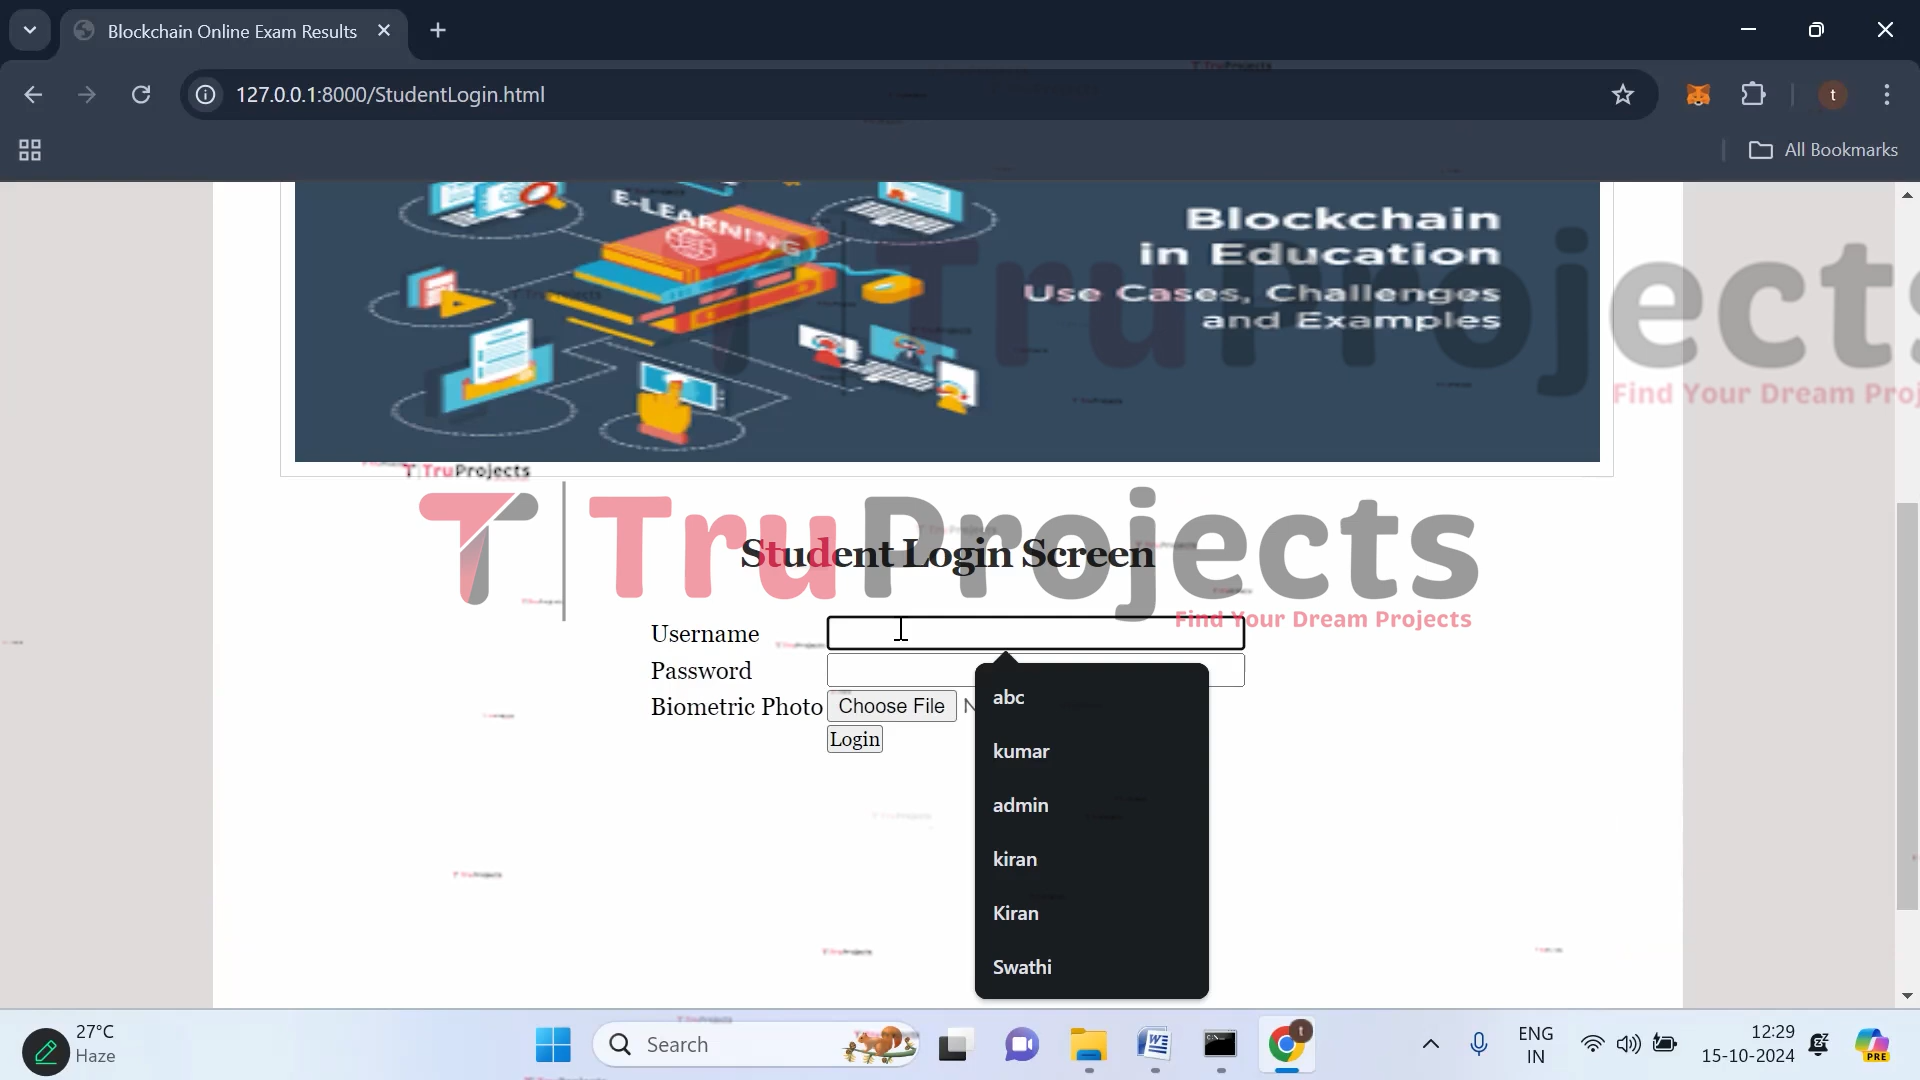 Blockchain Online Exam Results
127.0.0.1:8000/StudentLogin.html
t
All Bookmarks
E-LEARNING
Blockchain
in Education
Use Cases, Challenges
and Examples
TruProjects
Find Your Dream Proj
TruProjects
TruProjects
Find Your Dream Projects
Student Login Screen
Username
Password
Biometric Photo
Choose File
N
Login
abc
kumar
admin
kiran
Kiran
Swathi
27°C
Haze
Search
t
ENG
IN
12:29
15-10-2024
PRE